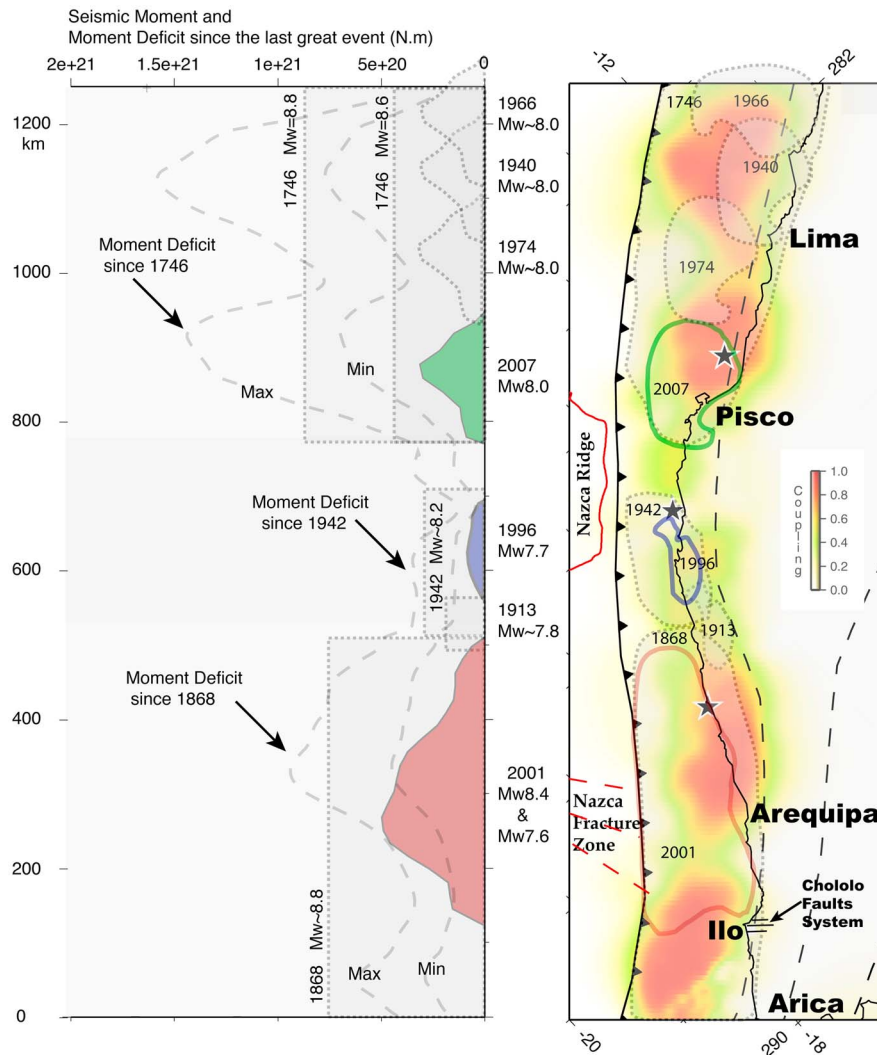 Seismic Moment and
Moment Deficit since the last great event (N.m)
2e+21 1.5e+21 1e+21 5e+20 0
1200
km
1000
800
600
400
200
0
1746 Mw=8.8
1746 Mw=8.6
Moment Deficit
since 1746
Max
Min
Moment Deficit
since 1942
1942 Mw~8.2
Moment Deficit
since 1868
1868 Mw~8.8
Max
Min
1966
Mw~8.0
1940
Mw~8.0
1974
Mw~8.0
2007
Mw8.0
1996
Mw7.7
1913
Mw~7.8
2001
Mw8.4
&
Mw7.6
-12
282
1746
1966
1940
Lima
1974
2007
Pisco
Nazca Ridge
1942
1996
1913
1868
Coupling
1.0
0.8
0.6
0.4
0.2
0.0
Nazca
Fracture
Zone
Arequipa
2001
Chololo
Faults
System
Ilo
Arica
-20
290
-18